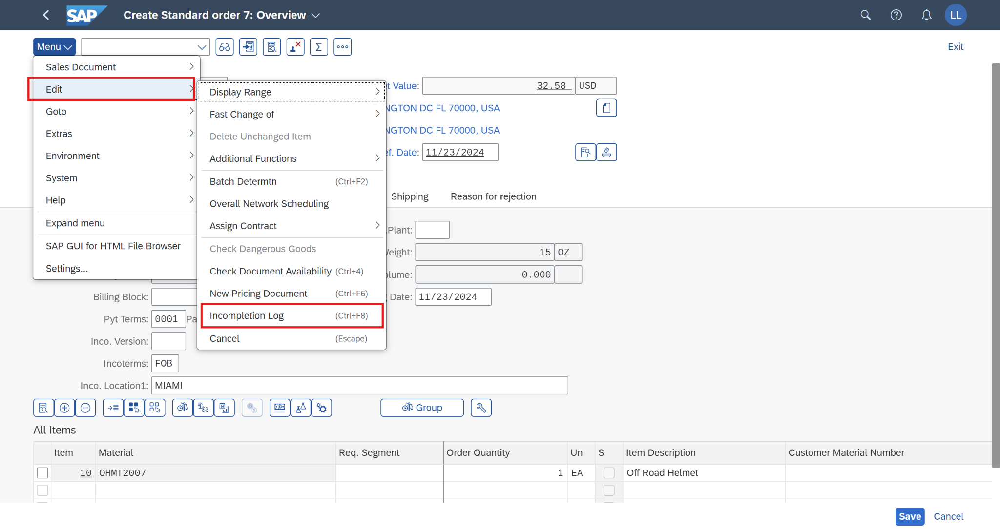 SAP Create Standard order 7: Overview LL
Menu Exit
Sales Document
Edit
Goto
Extras
Environment
System
Help
Expand menu
SAP GUI for HTML File Browser
Settings...
Display Range
Fast Change of
Delete Unchanged Item
Additional Functions
Batch Determtn (Ctrl+F2)
Overall Network Scheduling
Assign Contract
Check Dangerous Goods
Check Document Availability (Ctrl+4)
New Pricing Document (Ctrl+F6)
Incompletion Log (Ctrl+F8)
Cancel (Escape)
t Value: 32.58 USD
NGTON DC FL 70000, USA
NGTON DC FL 70000, USA
ef. Date: 11/23/2024
Shipping Reason for rejection
.Plant:
Weight: 15 OZ
olume: 0.000
Billing Block: Date: 11/23/2024
Pyt Terms: 0001 Pa
Inco. Version:
Incoterms: FOB
Inco. Location1: MIAMI
Group
All Items
Item Material Req. Segment Order Quantity Un S Item Description Customer Material Number
10 OHMT2007 1 EA Off Road Helmet
Save Cancel